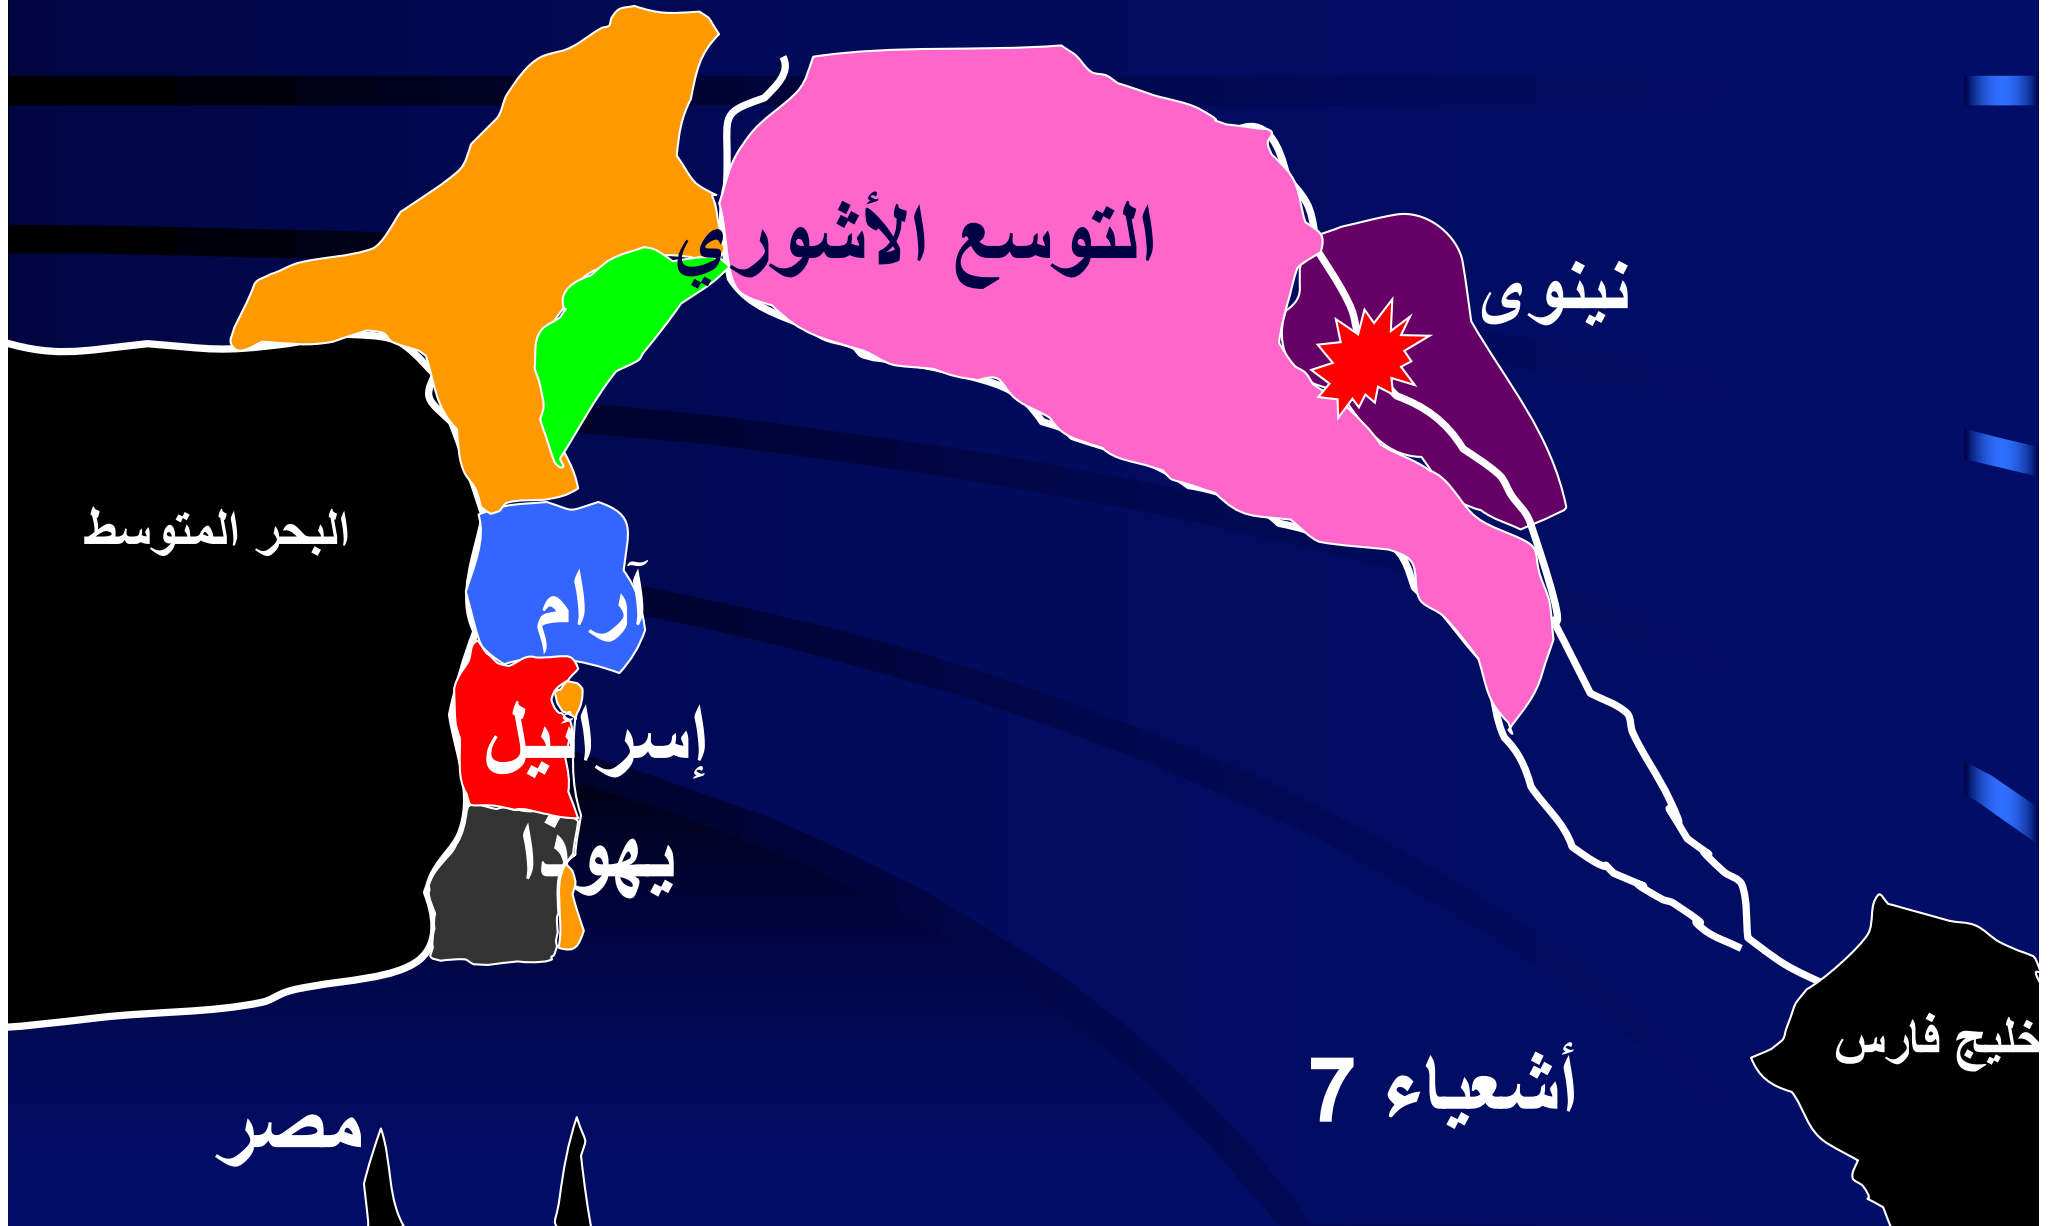 التوسع الأشوري
نينوى
البحر المتوسط
آرام
إسرائيل
يهوذا
خليج فارس
أشعياء 7
مصر